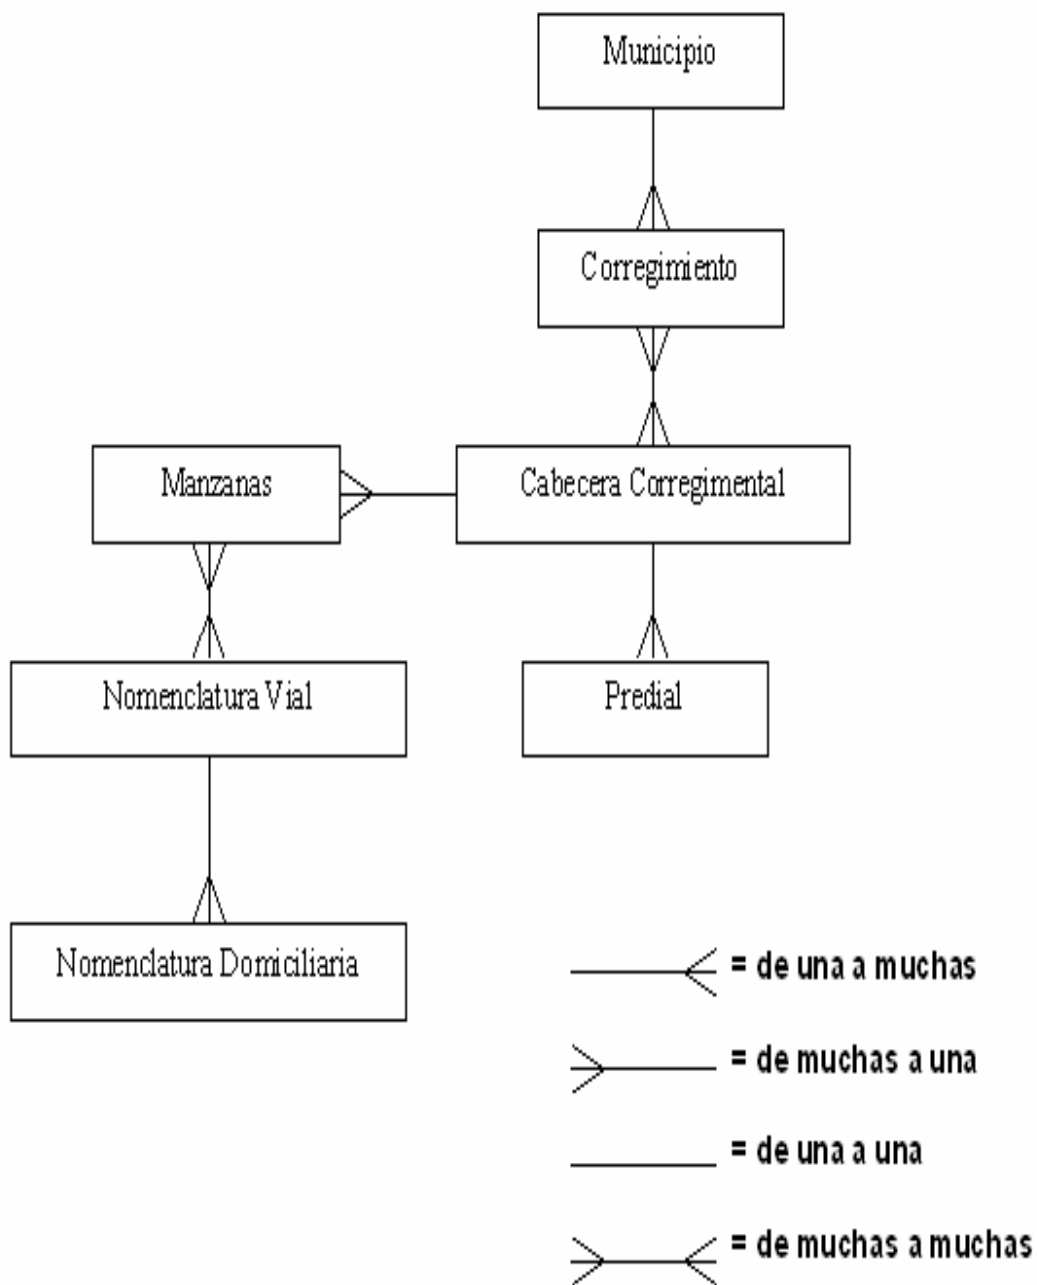 Municipio
Corregimiento
Manzanas
Cabecera Corregimental
Nomenclatura Vial
Predial
Nomenclatura Domiciliaria
= de una a muchas
= de muchas a una
= de una a una
= de muchas a muchas